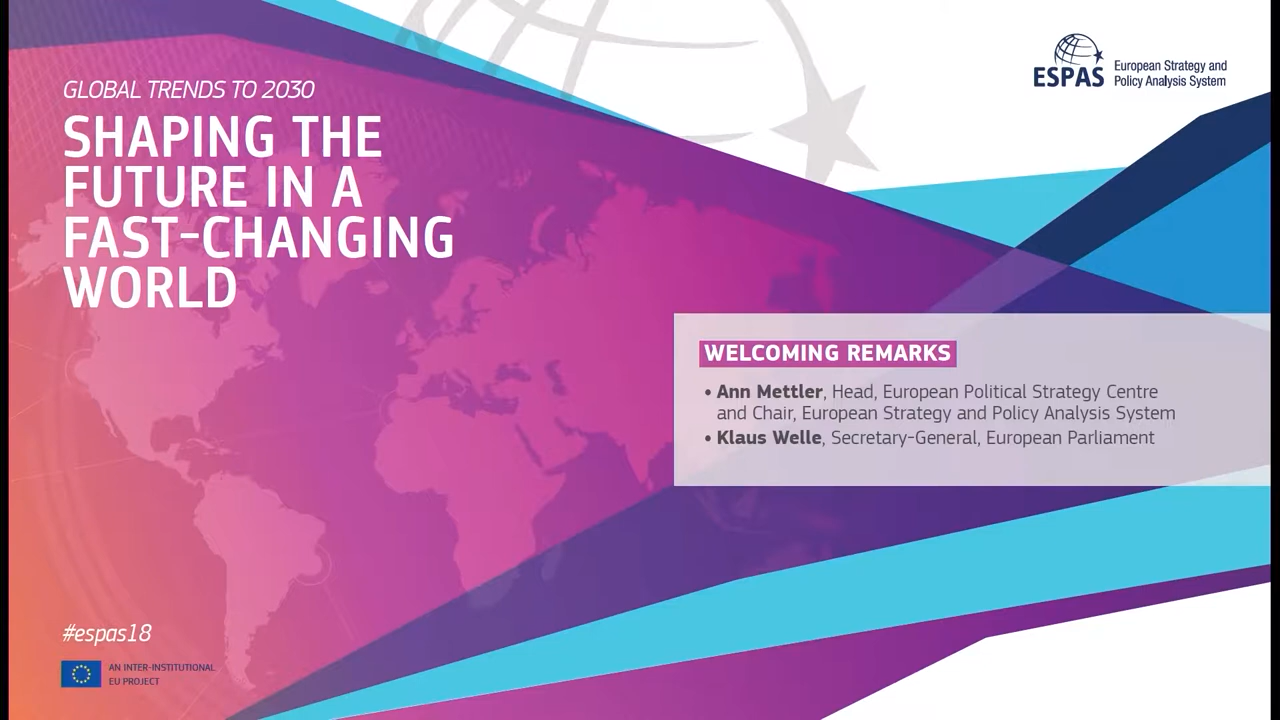 GLOBAL TRENDS TO 2030
SHAPING THE
FUTURE IN A
FAST-CHANGING
WORLD
ESPAS
European Strategy and
Policy Analysis System
WELCOMING REMARKS
• Ann Mettler, Head, European Political Strategy Centre
and Chair, European Strategy and Policy Analysis System
• Klaus Welle, Secretary-General, European Parliament
#espas18
AN INTER-INSTITUTIONAL
EU PROJECT